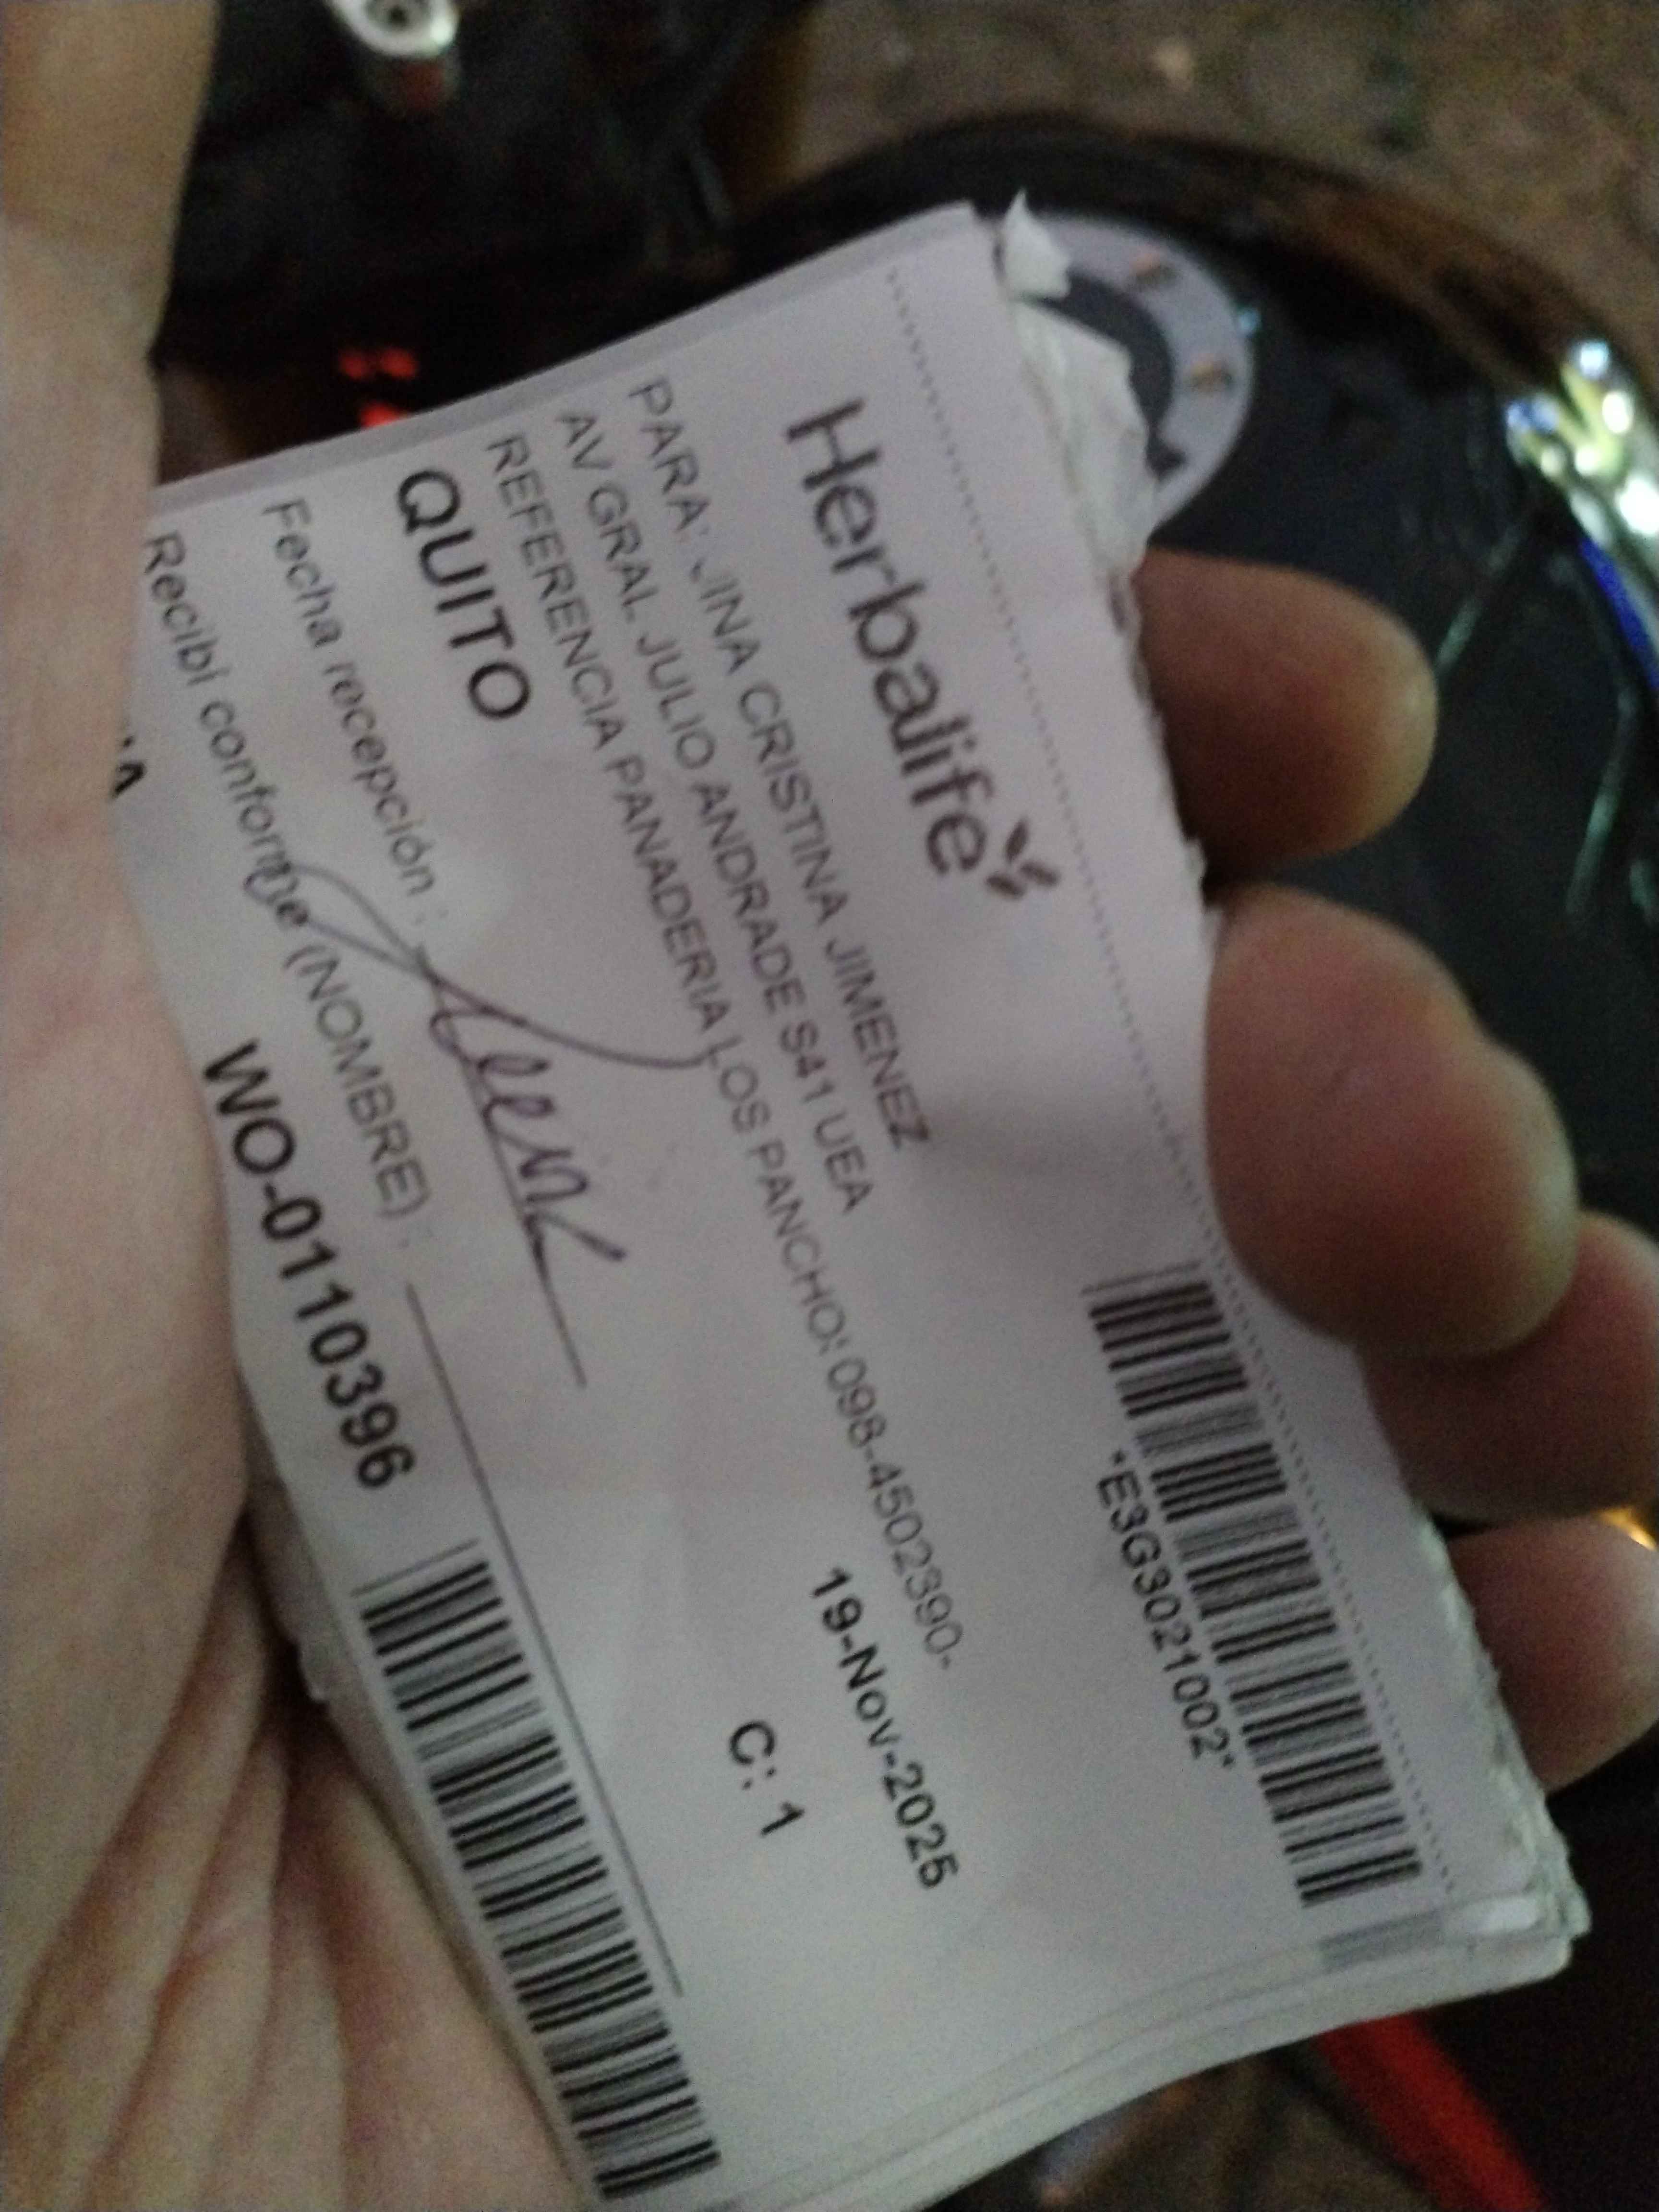 Herbalife
*E3G3021002*
PARA: JINA CRISTINA JIMENEZ
AV GRAL JULIO ANDRADE S41 UEA
REFERENCIA PANADERIA LOS PANCHO: 098-4502390-
QUITO
19-Nov-2025
C: 1
Fecha recepción :
Recibí conforme (NOMBRE) :
WO-0110396